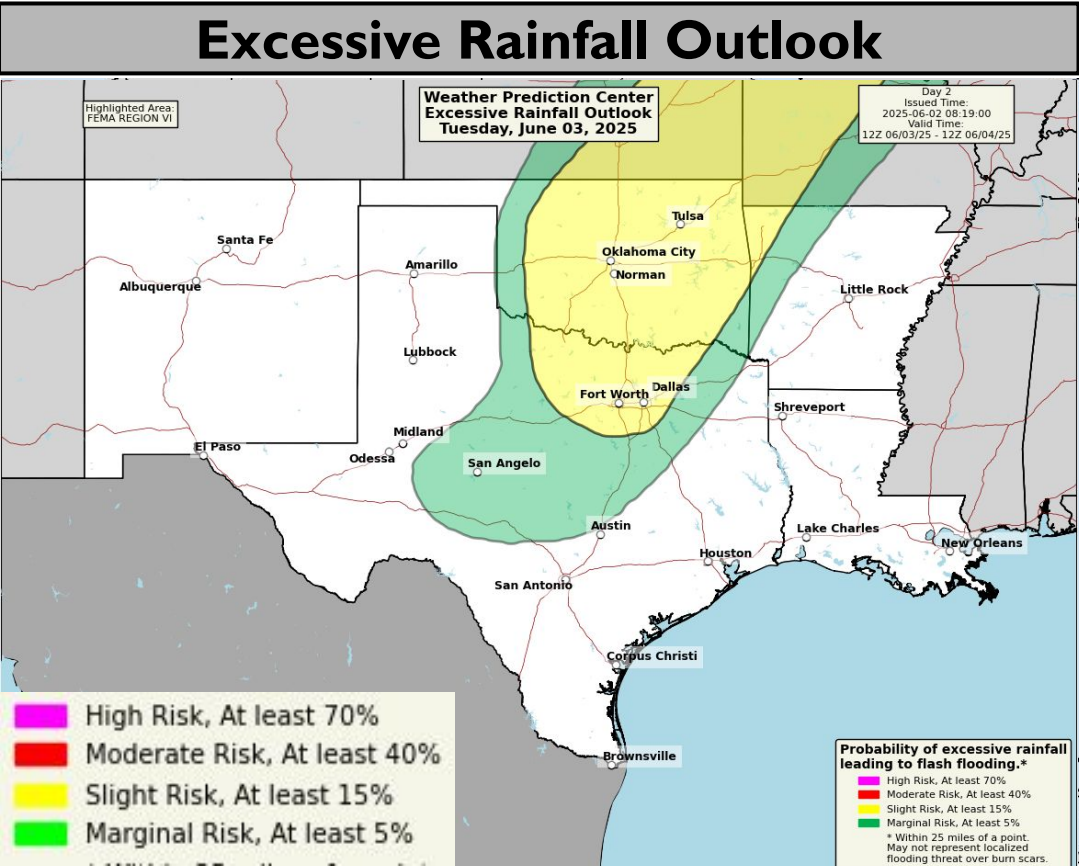 Excessive Rainfall Outlook
Highlighted Area:
FEMA REGION VI
Weather Prediction Center
Excessive Rainfall Outlook
Tuesday, June 03, 2025
Day 2
Issued Time:
2025-06-02 08:19:00
Valid Time:
12Z 06/03/25 - 12Z 06/04/25
Tulsa
Santa Fe
Oklahoma City
Amarillo
Norman
Albuquerque
Little Rock
Lubbock
Dallas
Fort Worth
Shreveport
Midland
El Paso
Odessa
San Angelo
Austin
Lake Charles
New Orleans
Houston
San Antonio
Corpus Christi
Brownsville
High Risk, At least 70%
Moderate Risk, At least 40%
Slight Risk, At least 15%
Marginal Risk, At least 5%
Probability of excessive rainfall
leading to flash flooding.*
High Risk, At least 70%
Moderate Risk, At least 40%
Slight Risk, At least 15%
Marginal Risk, At least 5%
* Within 25 miles of a point.
May not represent localized
flooding threat over burn scars.